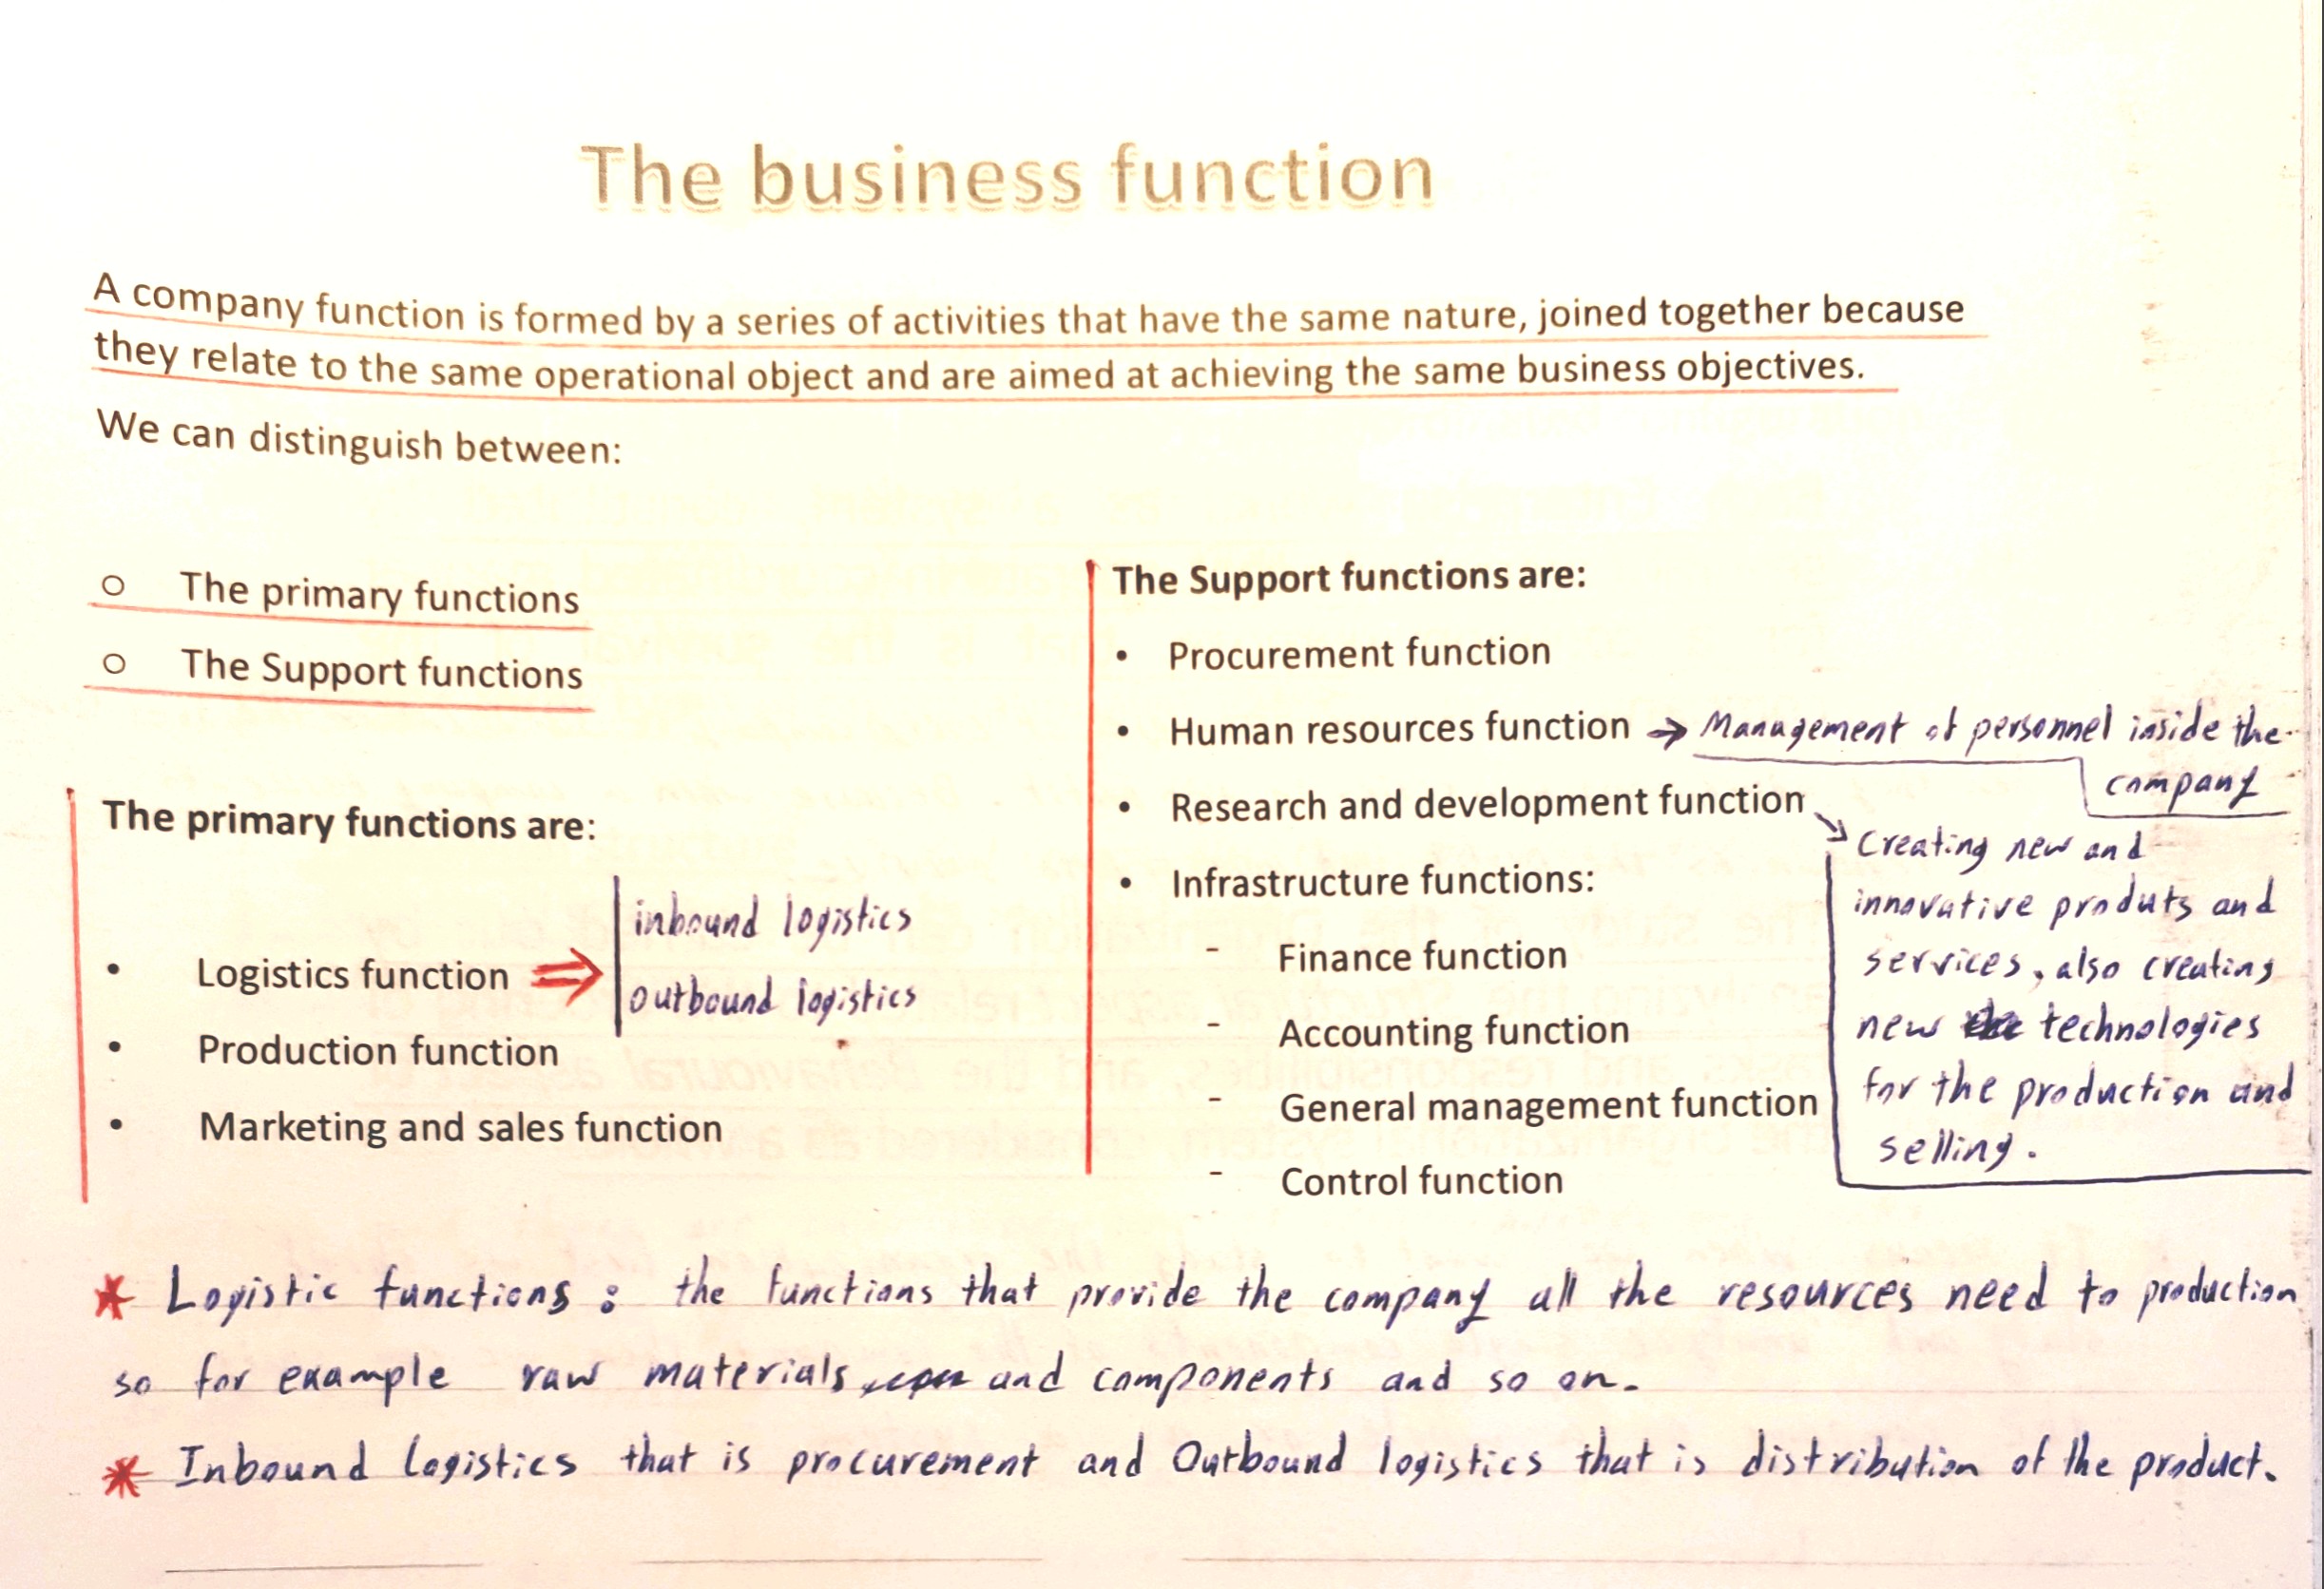 The business function
A company function is formed by a series of activities that have the same nature, joined together because
they relate to the same operational object and are aimed at achieving the same business objectives.
We can distinguish between:
o The primary functions
o The Support functions
The primary functions are:
• Logistics function ⇒
inbound logistics
outbound logistics
• Production function
• Marketing and sales function
The Support functions are:
• Procurement function
• Human resources function → Management of personnel inside the
company
• Research and development function
Creating new and
innovative produts and
services, also creating
new technologies
for the production and
selling.
• Infrastructure functions:
- Finance function
- Accounting function
- General management function
- Control function
* Logistic functions : the functions that provide the company all the resources need to production
so for example raw materials and components and so on.
* Inbound logistics that is procurement and Outbound logistics that is distribution of the product.